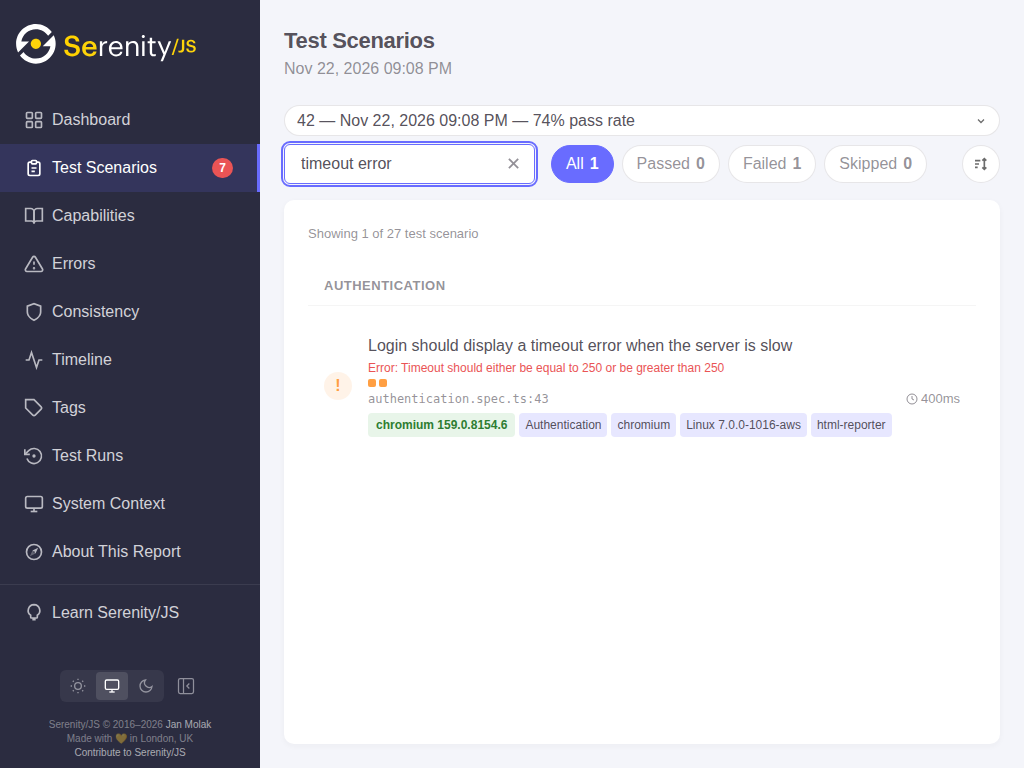 Serenity/JS
Dashboard
Test Scenarios 7
Capabilities
Errors
Consistency
Timeline
Tags
Test Runs
System Context
About This Report
Learn Serenity/JS
Serenity/JS © 2016–2026 Jan Molak
Made with 💛 in London, UK
Contribute to Serenity/JS
Test Scenarios
Nov 22, 2026 09:08 PM
42 — Nov 22, 2026 09:08 PM — 74% pass rate
timeout error ✕ All 1 Passed 0 Failed 1 Skipped 0
Showing 1 of 27 test scenario
AUTHENTICATION
Login should display a timeout error when the server is slow
! Error: Timeout should either be equal to 250 or be greater than 250
authentication.spec.ts:43 400ms
chromium 159.0.8154.6 Authentication chromium Linux 7.0.0-1016-aws html-reporter